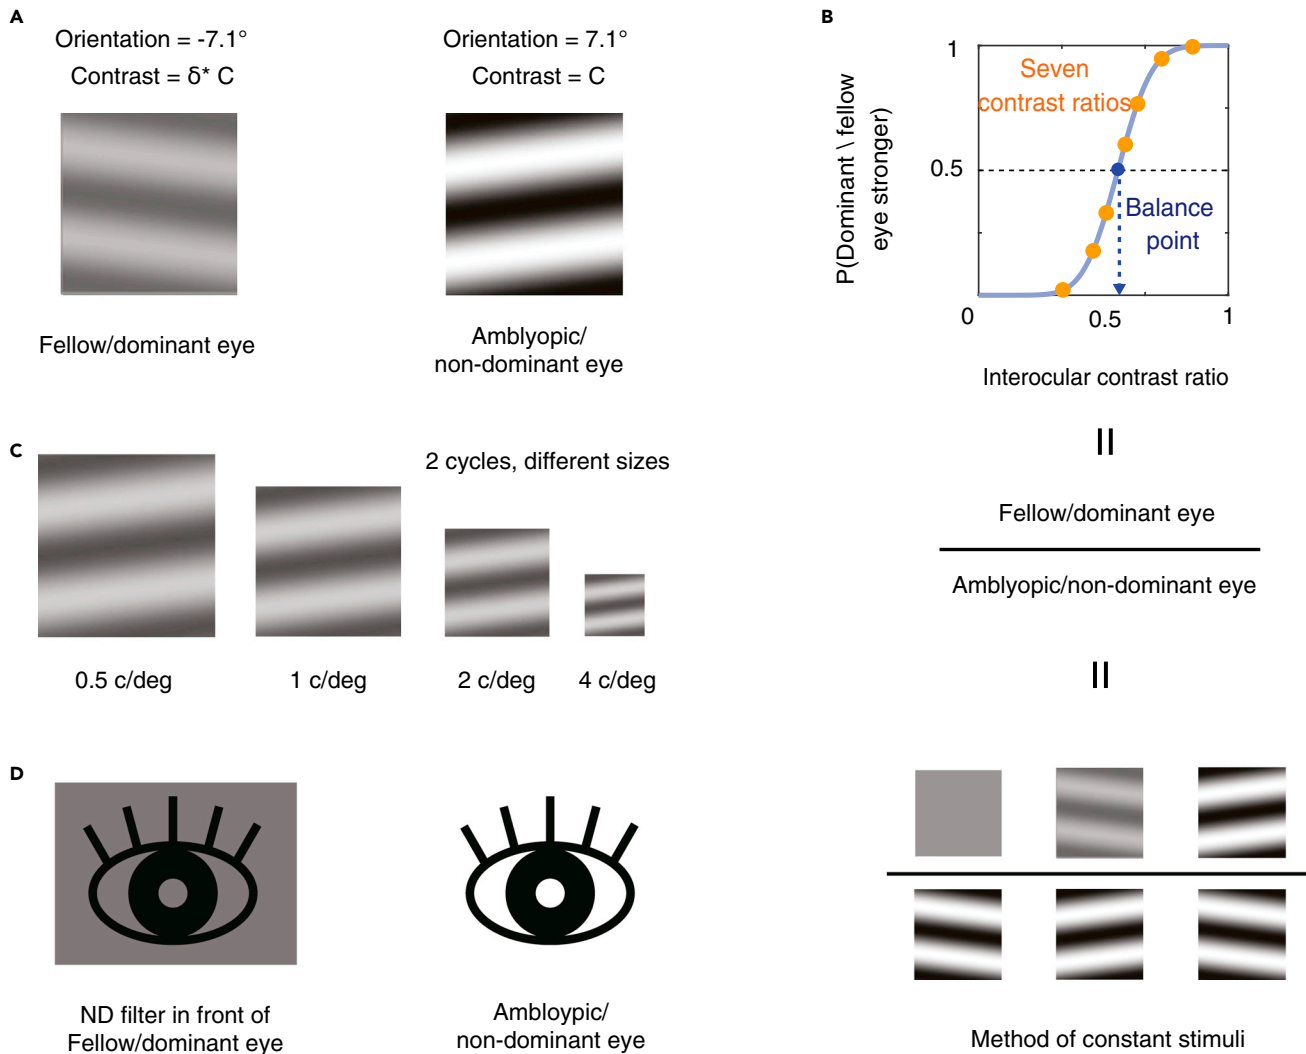 A
Orientation = -7.1°
Contrast = δ* C
Fellow/dominant eye
Orientation = 7.1°
Contrast = C
Amblyopic/
non-dominant eye
B
P(Dominant \ fellow
eye stronger)
1
0.5
0
0.5
1
Seven
contrast ratios
Balance
point
Interocular contrast ratio
=
Fellow/dominant eye
Amblyopic/non-dominant eye
=
Method of constant stimuli
C
2 cycles, different sizes
0.5 c/deg
1 c/deg
2 c/deg
4 c/deg
D
ND filter in front of
Fellow/dominant eye
Ambloypic/
non-dominant eye